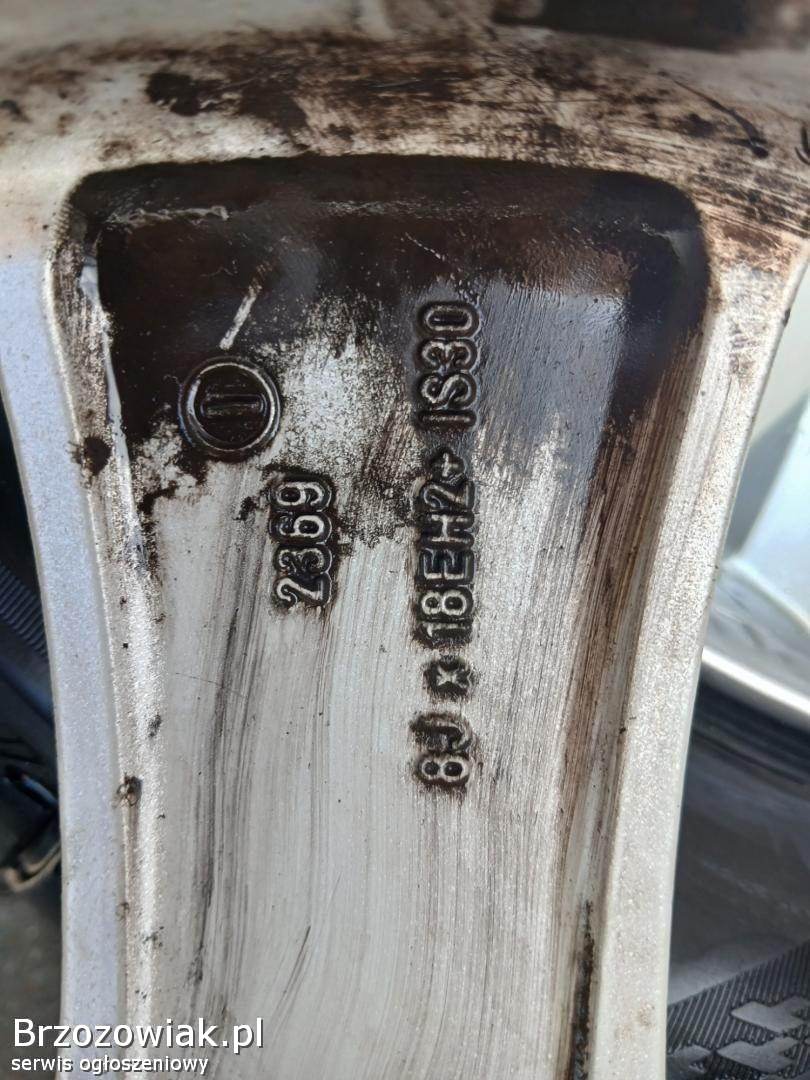 2369
8J x 18EH2+ IS30
Brzozowiak.pl
serwis ogłoszeniowy